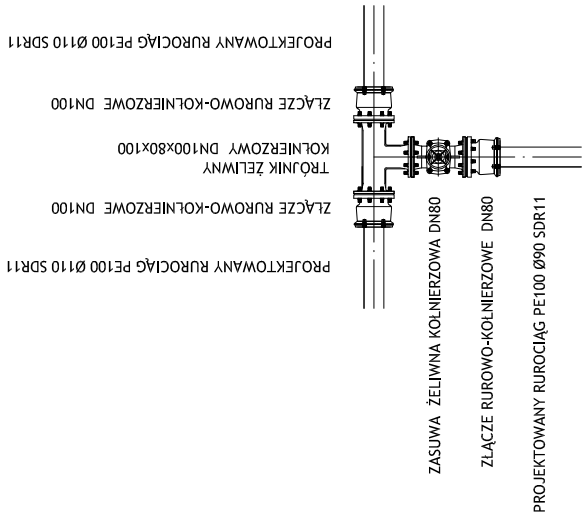 PROJEKTOWANY RUROCIĄG PE100 Ø110 SDR11
ZŁĄCZE RUROWO-KOŁNIERZOWE DN100
TRÓJNIK ŻELIWNY
KOŁNIERZOWY DN100x80x100
ZŁĄCZE RUROWO-KOŁNIERZOWE DN100
PROJEKTOWANY RUROCIĄG PE100 Ø110 SDR11
ZASUWA ŻELIWNA KOŁNIERZOWA DN80
ZŁĄCZE RUROWO-KOŁNIERZOWE DN80
PROJEKTOWANY RUROCIĄG PE100 Ø90 SDR11